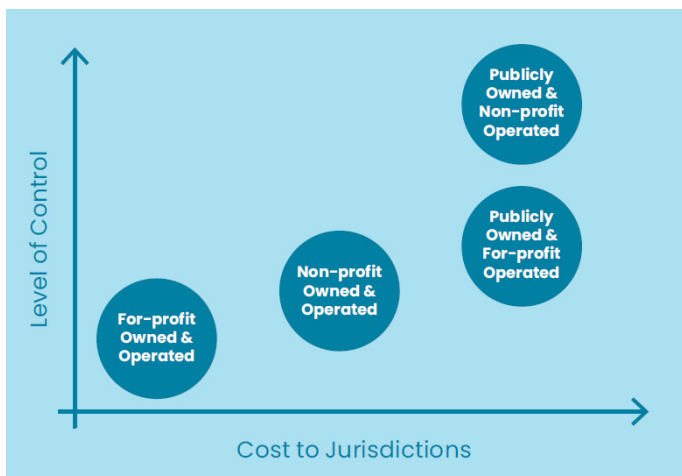 Publicly
Owned &
Non-profit
Operated
Publicly
Owned &
For-profit
Operated
Non-profit
Owned &
Operated
For-profit
Owned &
Operated
Level of Control
Cost to Jurisdictions